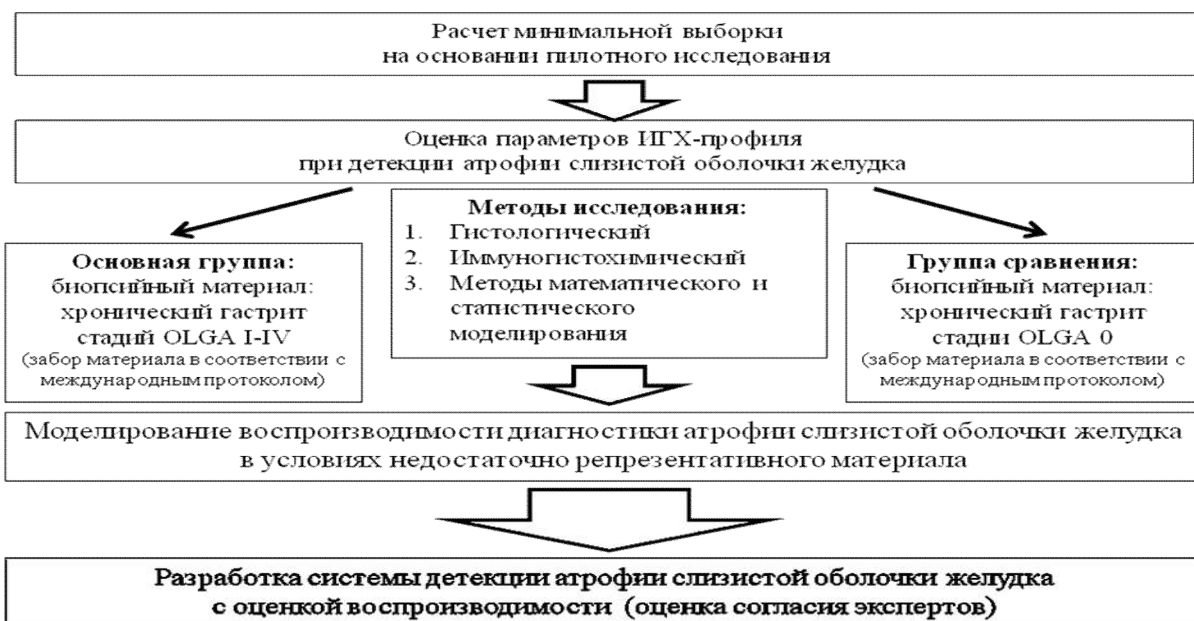 Расчет минимальной выборки
на основании пилотного исследования
Оценка параметров ИГХ-профиля
при детекции атрофии слизистой оболочки желудка
Основная группа:
биопсийный материал:
хронический гастрит
стадий OLGA I-IV
(забор материала в соответствии с
международным протоколом)
Методы исследования:
1. Гистологический
2. Иммуногистохимический
3. Методы математического и
статистического
моделирования
Группа сравнения:
биопсийный материал:
хронический гастрит
стадии OLGA 0
(забор материала в соответствии с
международным протоколом)
Моделирование воспроизводимости диагностики атрофии слизистой оболочки желудка
в условиях недостаточно репрезентативного материала
Разработка системы детекции атрофии слизистой оболочки желудка
с оценкой воспроизводимости (оценка согласия экспертов)